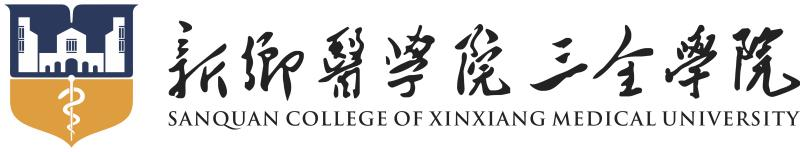 新鄉醫學院三全學院
SANQUAN COLLEGE OF XINXIANG MEDICAL UNIVERSITY